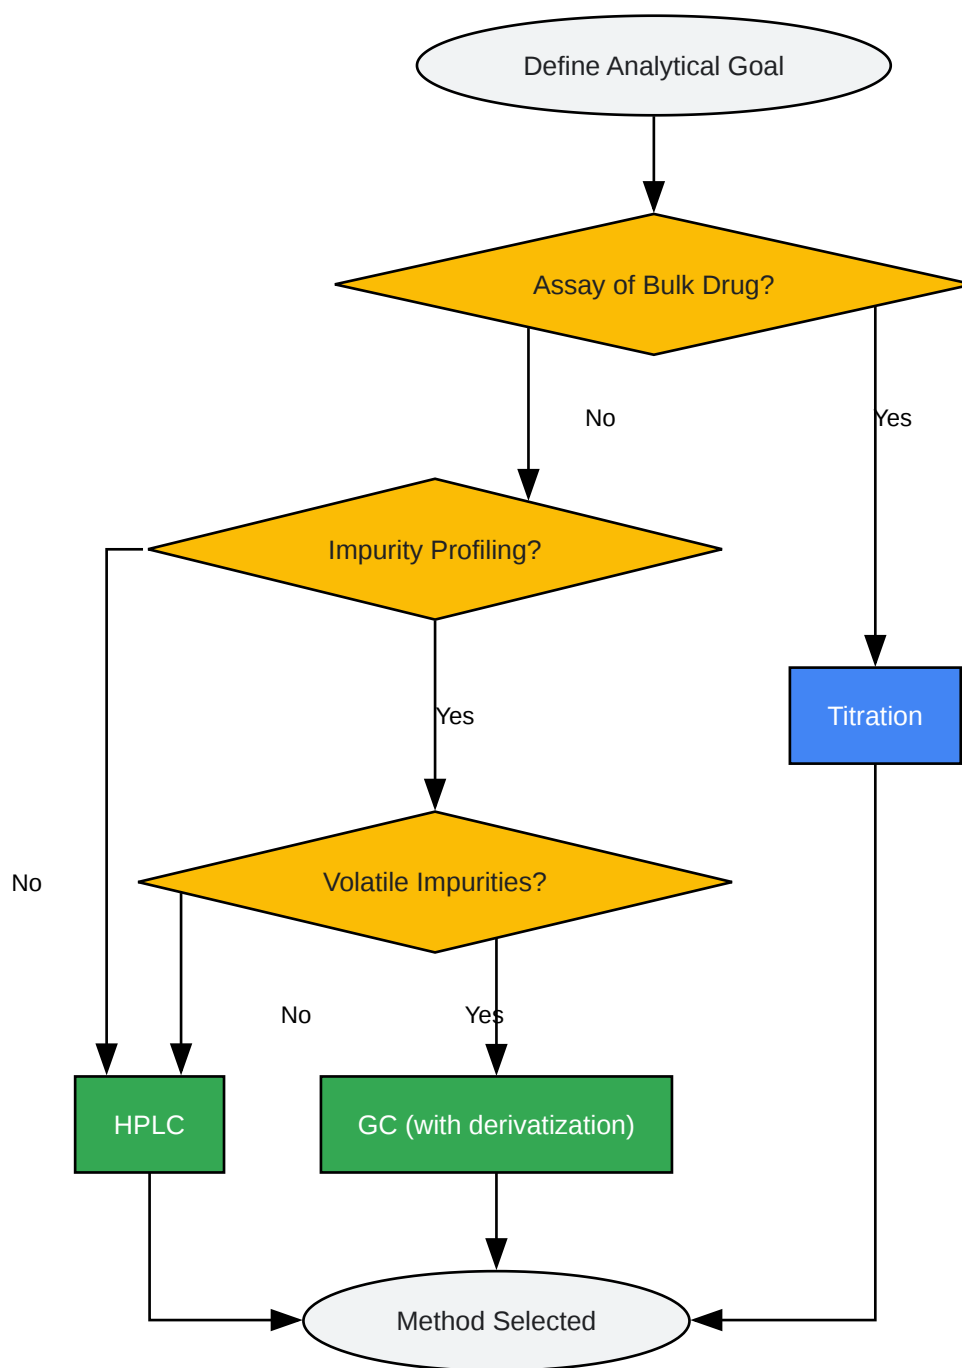 Define Analytical Goal
Assay of Bulk Drug?
No
Yes
Impurity Profiling?
Yes
Titration
No
Volatile Impurities?
No
Yes
HPLC
GC (with derivatization)
Method Selected